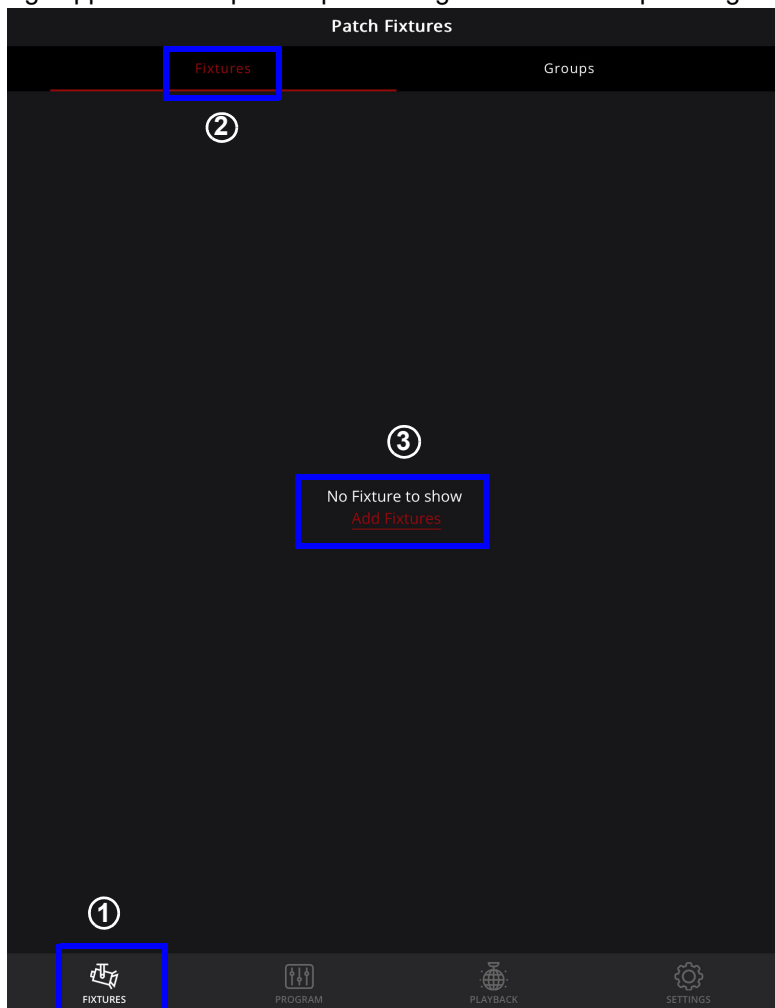 Patch Fixtures
Fixtures Groups
②
③
No Fixture to show
Add Fixtures
①
FIXTURES PROGRAM PLAYBACK SETTINGS